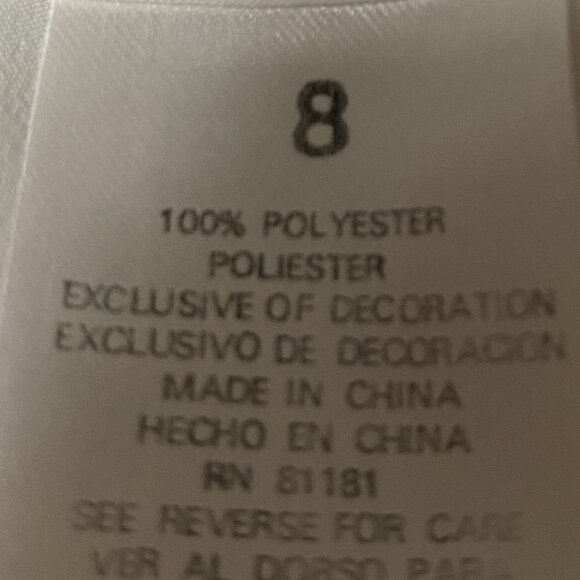 8
100% POLYESTER
POLIESTER
EXCLUSIVE OF DECORATION
EXCLUSIVO DE DECORACION
MADE IN CHINA
HECHO EN CHINA
RN 81181
SEE REVERSE FOR CARE
VER AL DORSO PARA